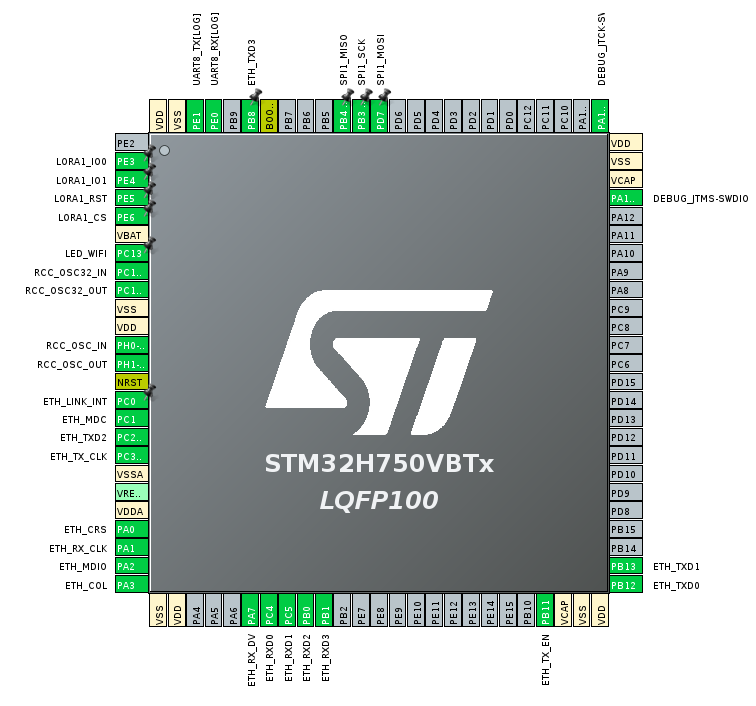 UART8_TX[LOG]
UART8_RX[LOG]
ETH_TXD3
SPI1_MISO
SPI1_SCK
SPI1_MOSI
DEBUG_JTCK-SW
VDD
VSS
PE1
PE0
PB9
PB8
BOO..
PB7
PB6
PB5
PB4..
PB3..
PD7
PD6
PD5
PD4
PD3
PD2
PD1
PD0
PC12
PC11
PC10
PA1..
PA1..
PE2
LORA1_IO0 PE3
LORA1_IO1 PE4
LORA1_RST PE5
LORA1_CS PE6
VBAT
LED_WIFI PC13
RCC_OSC32_IN PC1..
RCC_OSC32_OUT PC1..
VSS
VDD
RCC_OSC_IN PH0-..
RCC_OSC_OUT PH1-..
NRST
ETH_LINK_INT PC0
ETH_MDC PC1
ETH_TXD2 PC2..
ETH_TX_CLK PC3..
VSSA
VRE..
VDDA
ETH_CRS PA0
ETH_RX_CLK PA1
ETH_MDIO PA2
ETH_COL PA3
ST
STM32H750VBTx
LQFP100
VDD
VSS
VCAP
PA1.. DEBUG_JTMS-SWDIO
PA12
PA11
PA10
PA9
PA8
PC9
PC8
PC7
PC6
PD15
PD14
PD13
PD12
PD11
PD10
PD9
PD8
PB15
PB14
PB13 ETH_TXD1
PB12 ETH_TXD0
VSS
VDD
PA4
PA5
PA6
PA7
PC4
PC5
PB0
PB1
PB2
PE7
PE8
PE9
PE10
PE11
PE12
PE13
PE14
PE15
PB10
PB11
VCAP
VSS
VDD
ETH_RX_DV
ETH_RXD0
ETH_RXD1
ETH_RXD2
ETH_RXD3
ETH_TX_EN